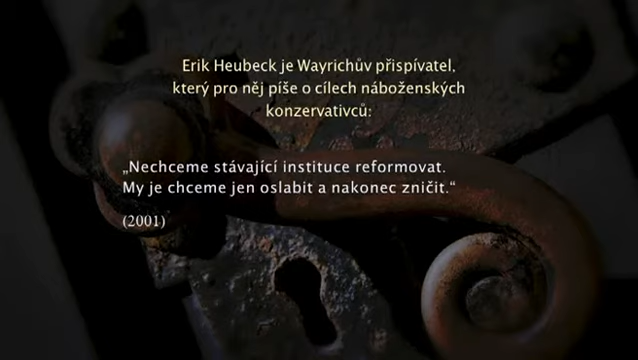 Erik Heubeck je Wayrichův přispívatel,
který pro něj píše o cílech náboženských
konzervativců:
„Nechceme stávající instituce reformovat.
My je chceme jen oslabit a nakonec zničit.“
(2001)